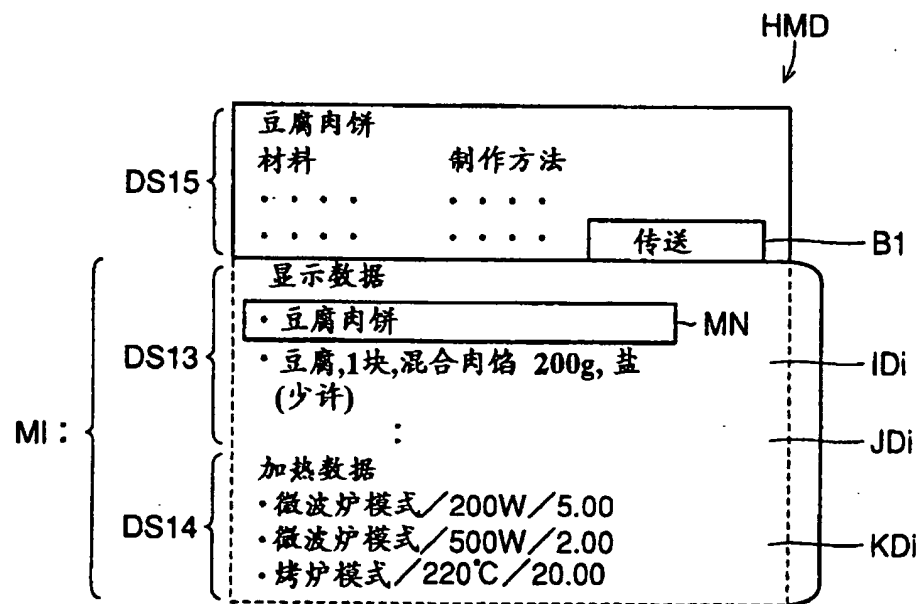 HMD
豆腐肉饼
材料 制作方法
DS15
· · · · · · · ·
· · · · · · · ·
传送
B1
显示数据
· 豆腐肉饼
MN
DS13
· 豆腐,1块,混合肉馅 200g, 盐
(少许)
IDi
:
JDi
MI :
加热数据
·微波炉模式/200W/5.00
DS14
·微波炉模式/500W/2.00
KDi
·烤炉模式/220℃/20.00